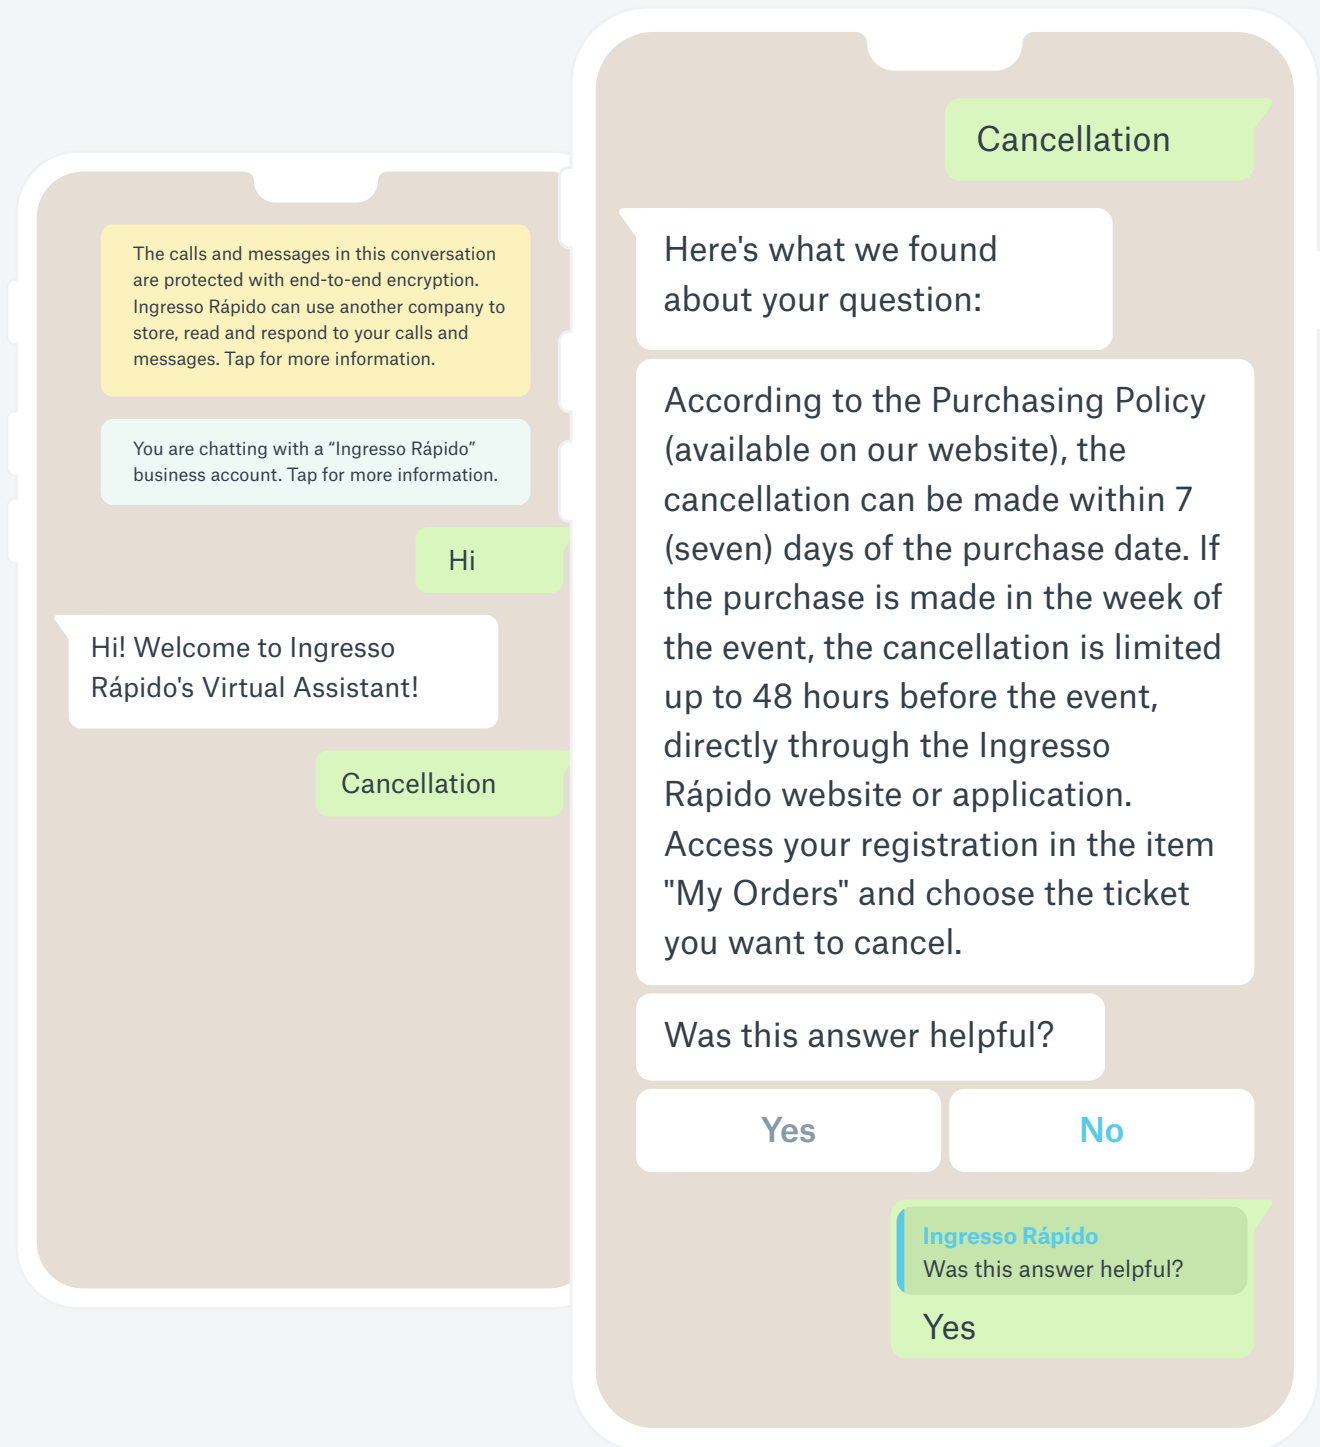 The calls and messages in this conversation
are protected with end-to-end encryption.
Ingresso Rápido can use another company to
store, read and respond to your calls and
messages. Tap for more information.
You are chatting with a “Ingresso Rápido”
business account. Tap for more information.
Hi
Hi! Welcome to Ingresso
Rápido's Virtual Assistant!
Cancellation
Cancellation
Here's what we found
about your question:
According to the Purchasing Policy
(available on our website), the
cancellation can be made within 7
(seven) days of the purchase date. If
the purchase is made in the week of
the event, the cancellation is limited
up to 48 hours before the event,
directly through the Ingresso
Rápido website or application.
Access your registration in the item
"My Orders" and choose the ticket
you want to cancel.
Was this answer helpful?
Yes
No
Ingresso Rápido
Was this answer helpful?
Yes